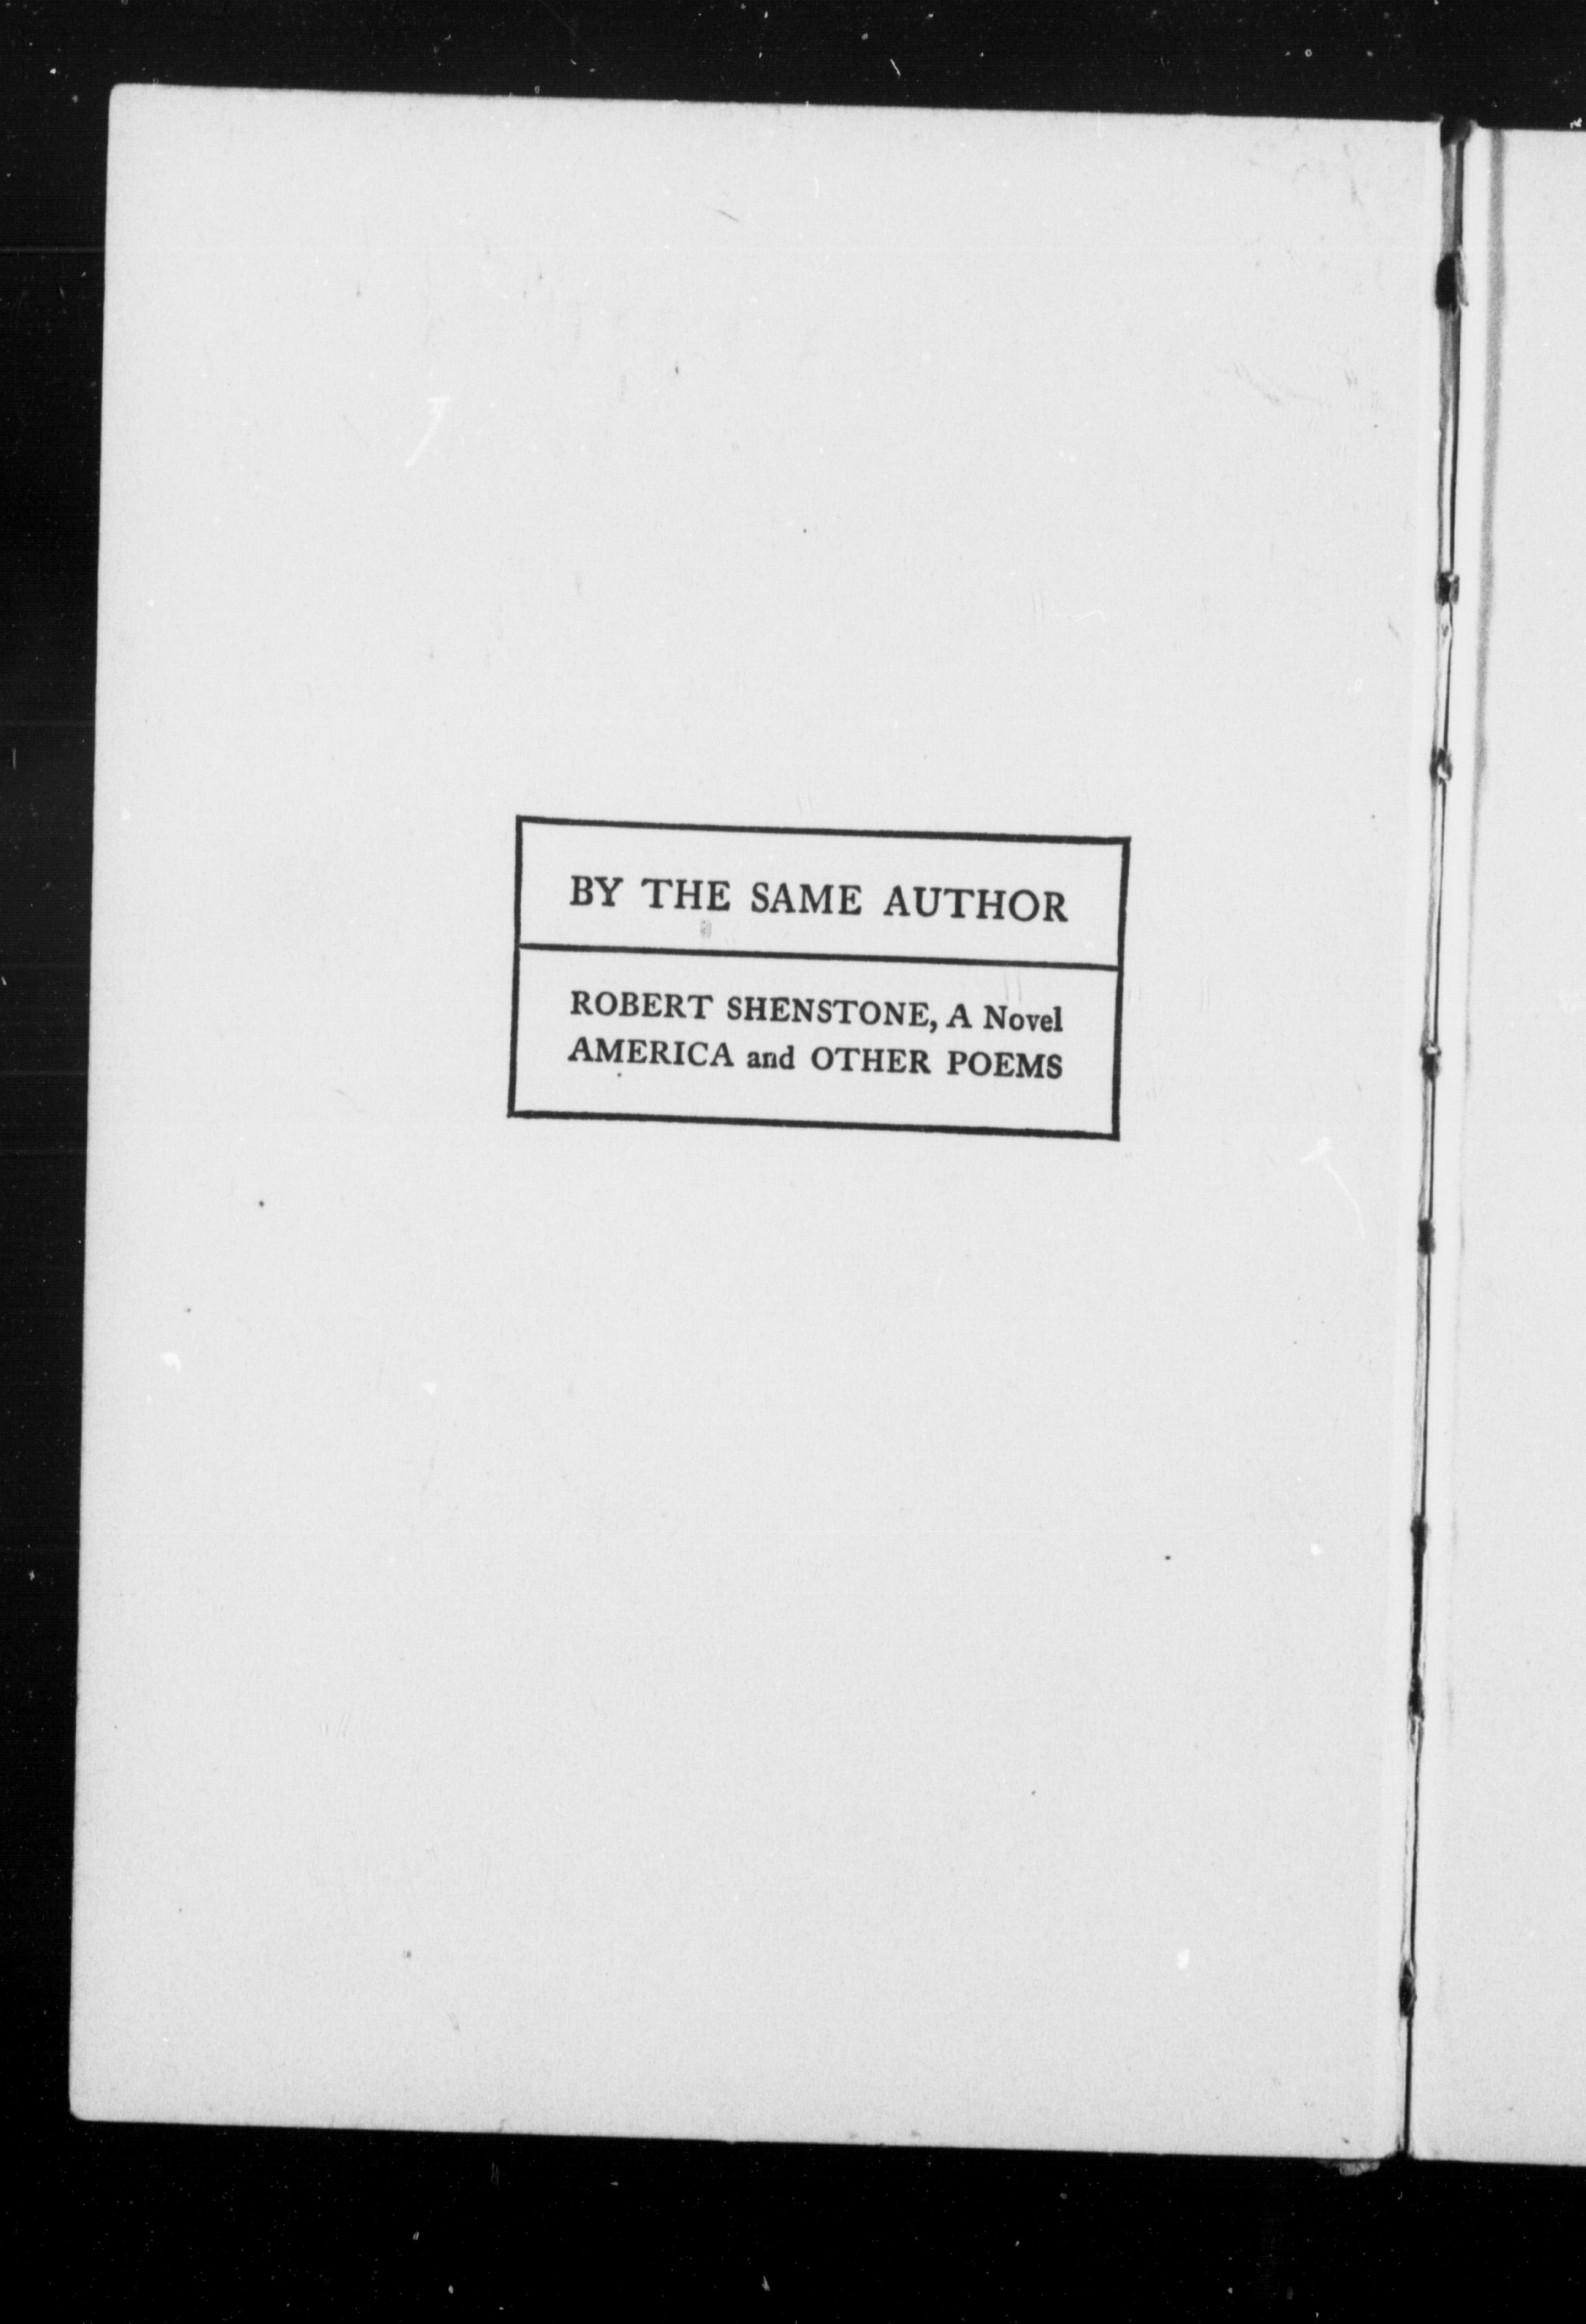 BY THE SAME AUTHOR
ROBERT SHENSTONE, A Novel
AMERICA and OTHER POEMS